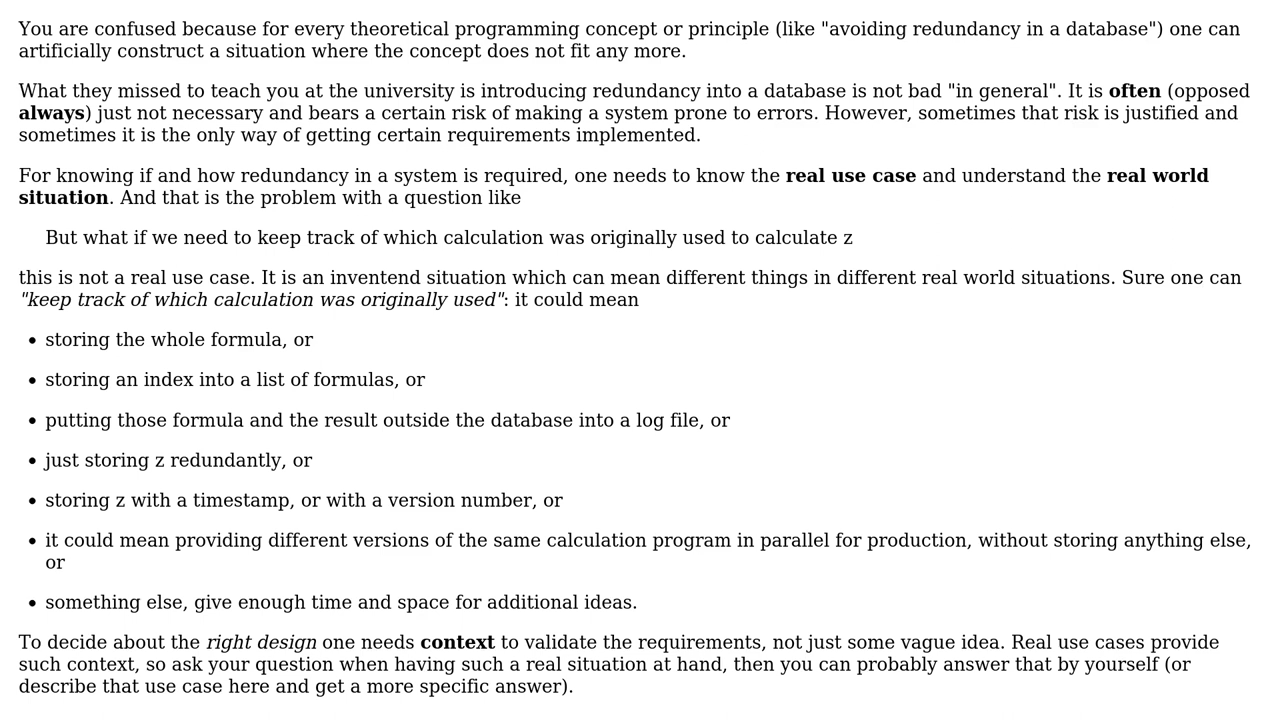 You are confused because for every theoretical programming concept or principle (like "avoiding redundancy in a database") one can
artificially construct a situation where the concept does not fit any more.
What they missed to teach you at the university is introducing redundancy into a database is not bad "in general". It is often (opposed
always) just not necessary and bears a certain risk of making a system prone to errors. However, sometimes that risk is justified and
sometimes it is the only way of getting certain requirements implemented.
For knowing if and how redundancy in a system is required, one needs to know the real use case and understand the real world
situation. And that is the problem with a question like
But what if we need to keep track of which calculation was originally used to calculate z
this is not a real use case. It is an inventend situation which can mean different things in different real world situations. Sure one can
"keep track of which calculation was originally used": it could mean
• storing the whole formula, or
• storing an index into a list of formulas, or
• putting those formula and the result outside the database into a log file, or
• just storing z redundantly, or
• storing z with a timestamp, or with a version number, or
• it could mean providing different versions of the same calculation program in parallel for production, without storing anything else,
or
• something else, give enough time and space for additional ideas.
To decide about the right design one needs context to validate the requirements, not just some vague idea. Real use cases provide
such context, so ask your question when having such a real situation at hand, then you can probably answer that by yourself (or
describe that use case here and get a more specific answer).